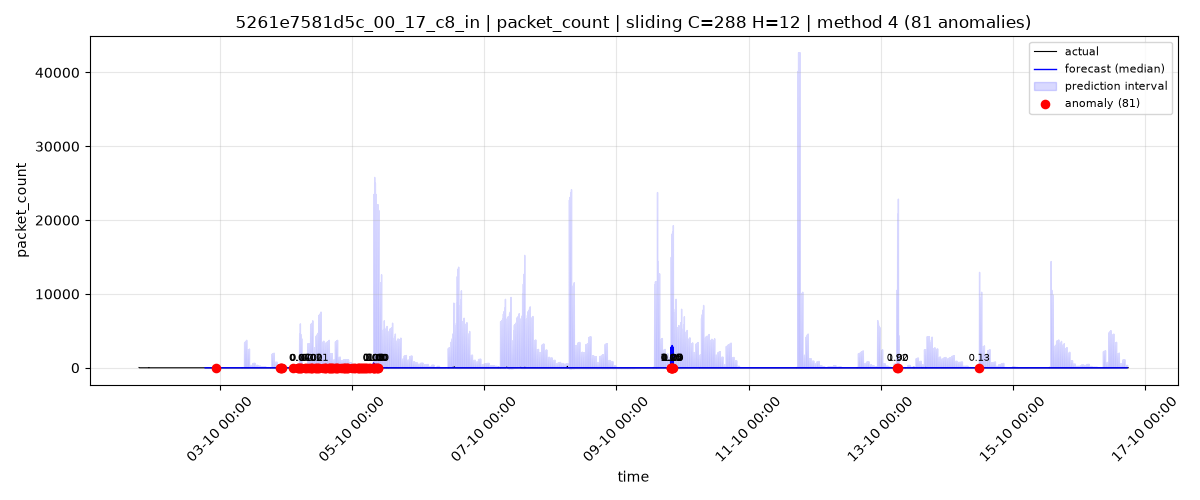 5261e7581d5c_00_17_c8_in | packet_count | sliding C=288 H=12 | method 4 (81 anomalies)
actual
forecast (median)
prediction interval
anomaly (81)
packet_count
40000
30000
20000
10000
0
0.13
03-10 00:00
05-10 00:00
07-10 00:00
09-10 00:00
11-10 00:00
13-10 00:00
15-10 00:00
17-10 00:00
time